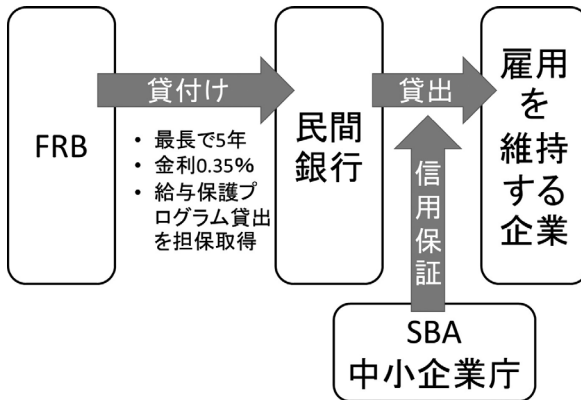 FRB
貸付け
• 最長で5年
• 金利0.35%
• 給与保護プ
ログラム貸出
を担保取得
民間
銀行
貸出
信用保証
雇用
を
維持
する
企業
SBA
中小企業庁